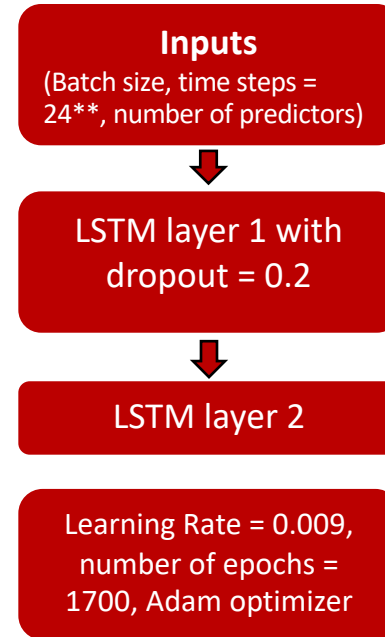 Inputs
(Batch size, time steps =
24**, number of predictors)
LSTM layer 1 with
dropout = 0.2
LSTM layer 2
Learning Rate = 0.009,
number of epochs =
1700, Adam optimizer